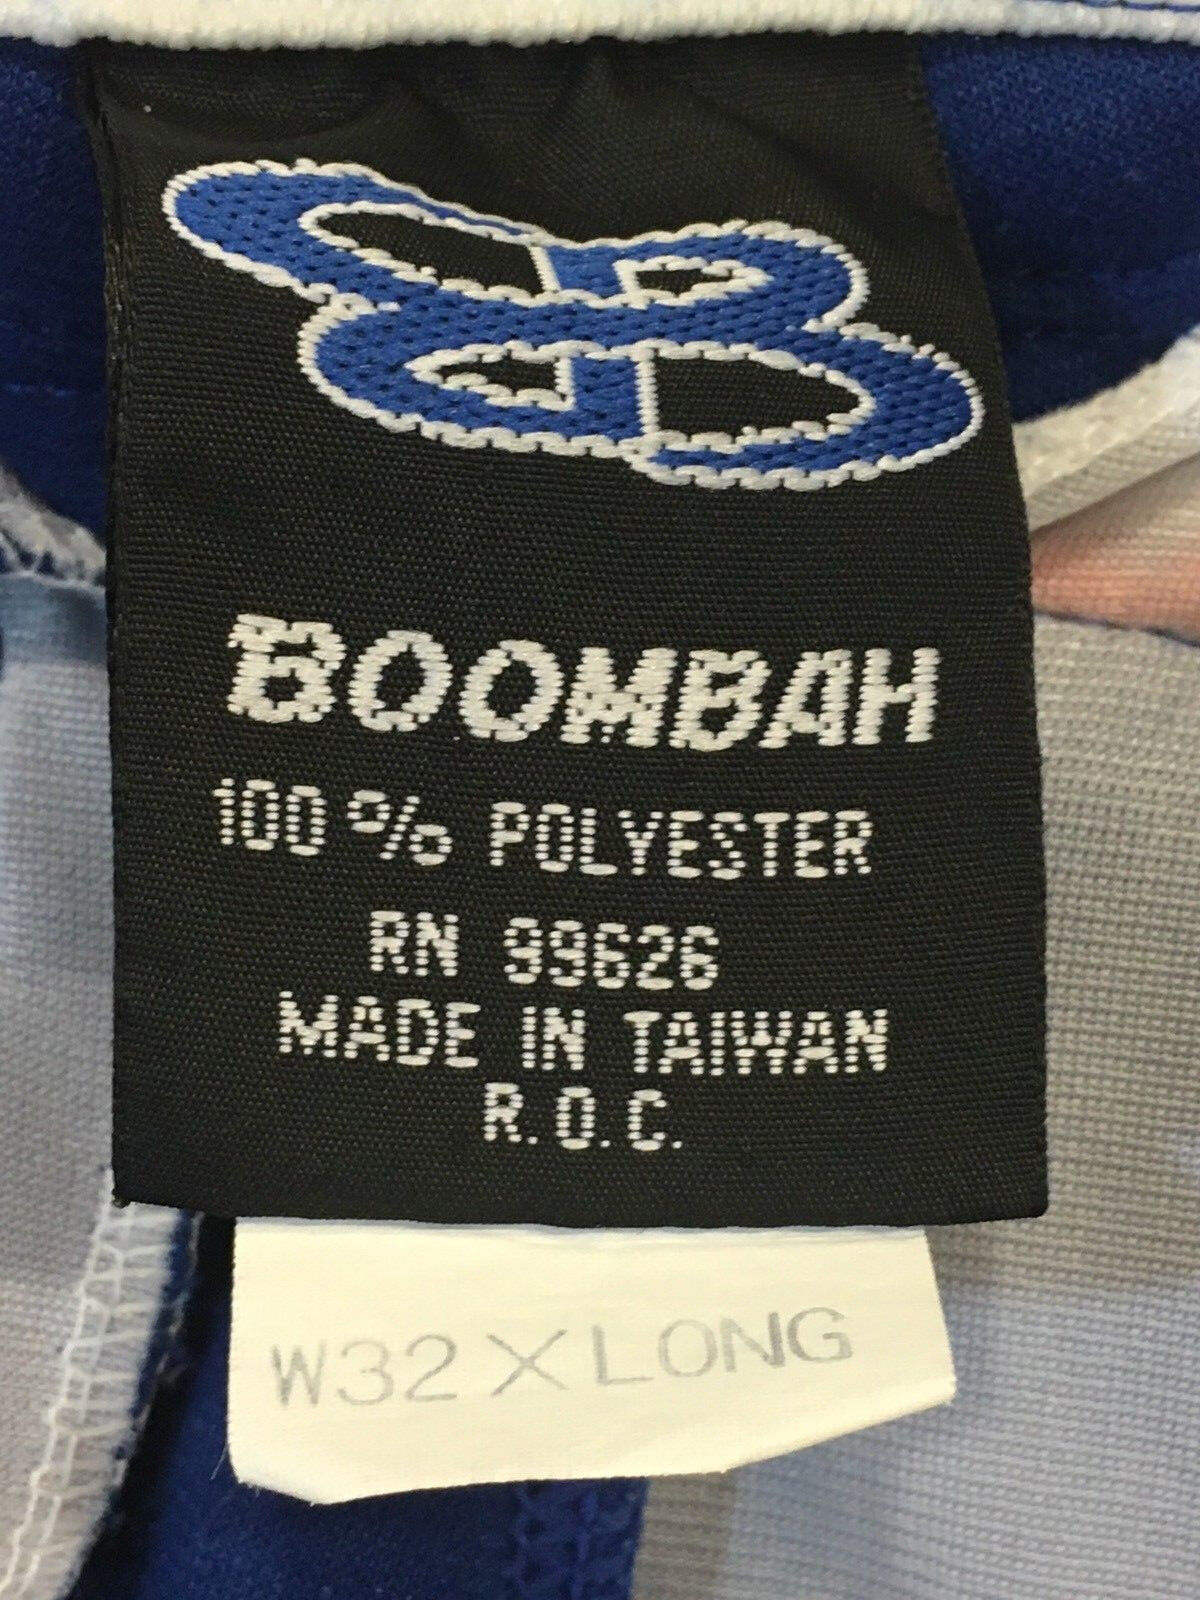 BOOMBAH
100% POLYESTER
RN 99626
MADE IN TAIWAN
R.O.C.
W32 X LONG